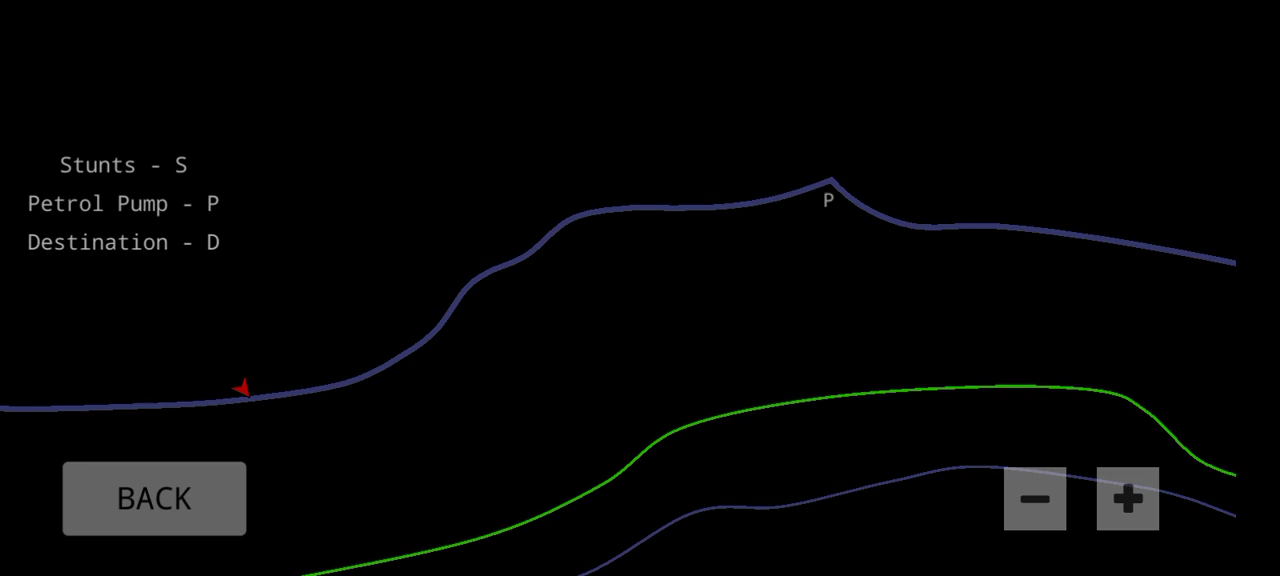 Stunts - S
Petrol Pump - P
Destination - D
P
BACK